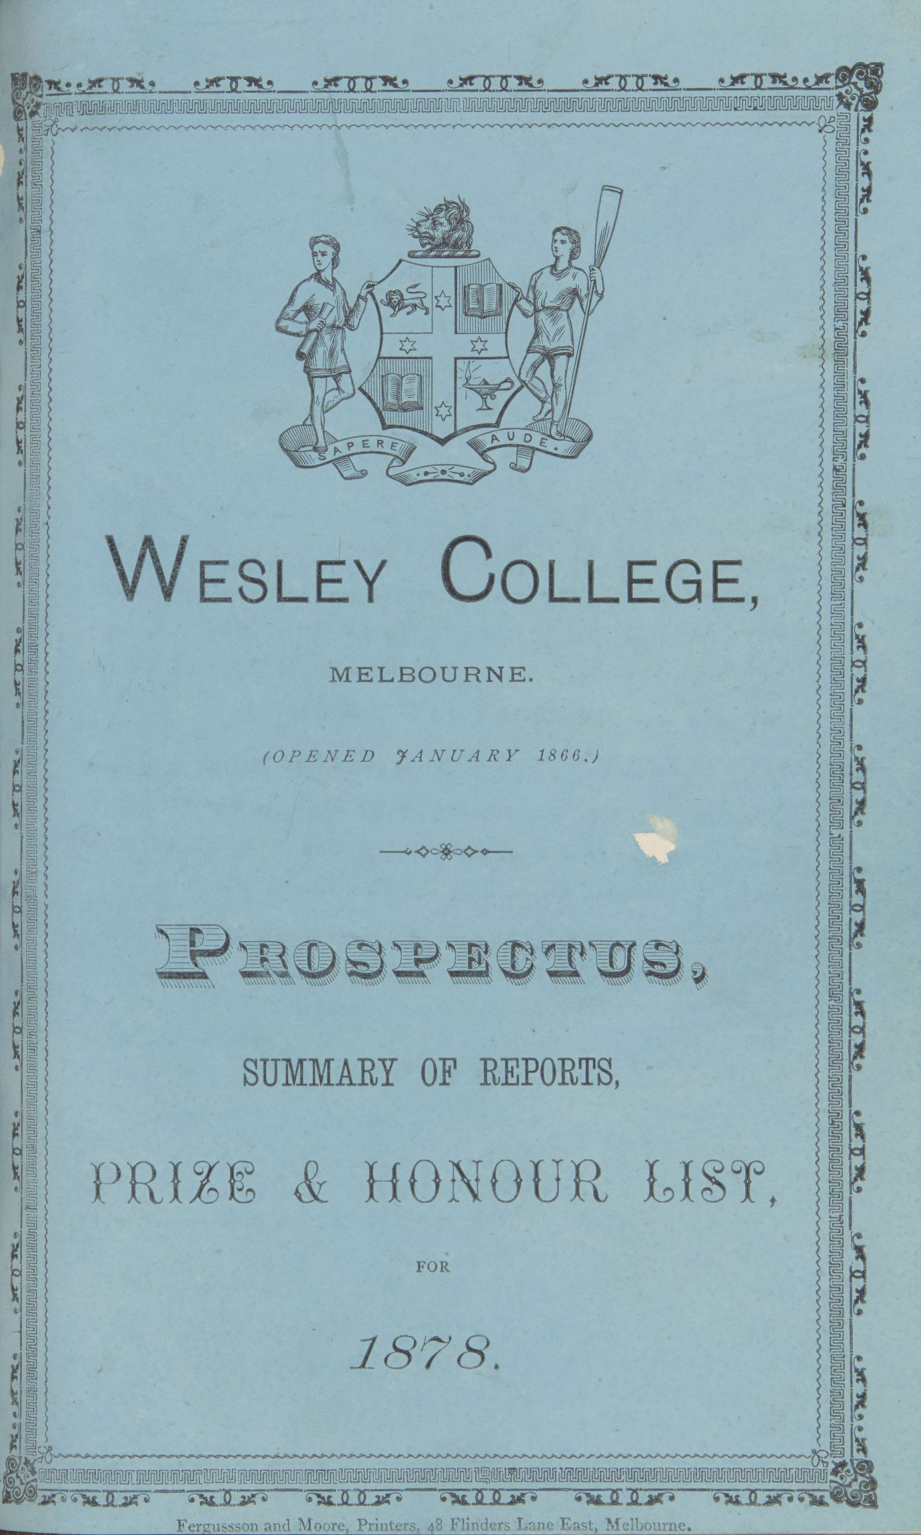 SAPERE AUDE.
WESLEY COLLEGE,
MELBOURNE.
(OPENED JANUARY 1866.)
PROSPECTUS,
SUMMARY OF REPORTS,
PRIZE & HONOUR LIST,
FOR
1878.
Fergussson and Moore, Printers, 48 Flinders Lane East, Melbourne.